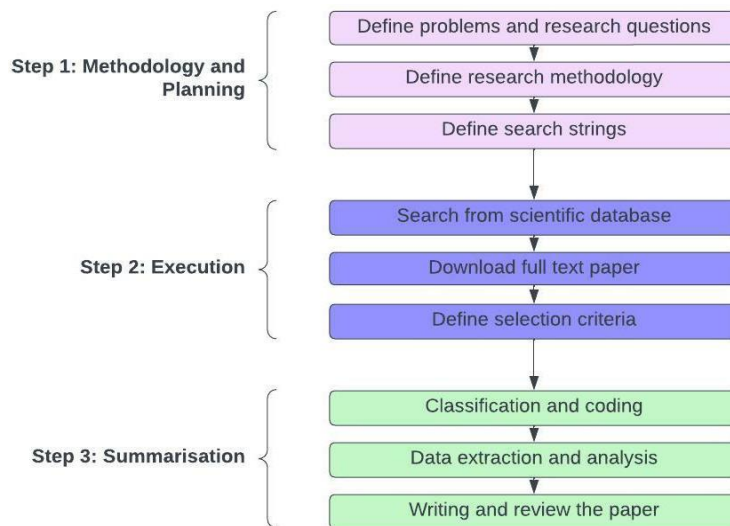 Define problems and research questions
Step 1: Methodology and
Planning
Define research methodology
Define search strings
Search from scientific database
Step 2: Execution
Download full text paper
Define selection criteria
Classification and coding
Step 3: Summarisation
Data extraction and analysis
Writing and review the paper